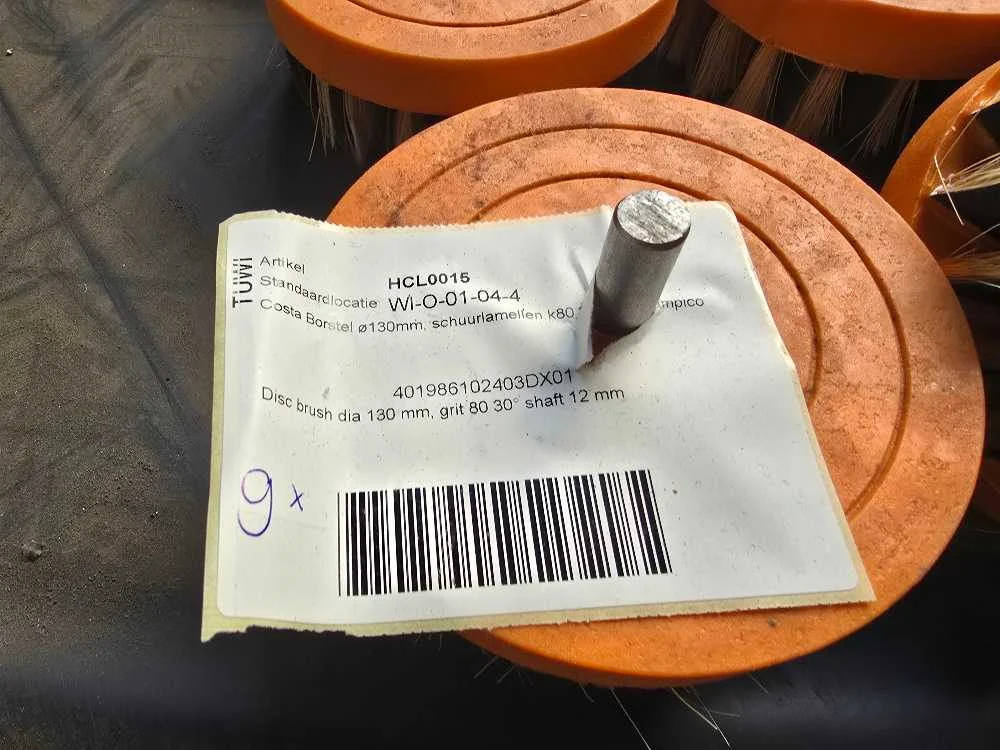 TUWI
Artikel HCL0015
Standaardlocatie WI-O-01-04-4
Costa Borstel ø130mm, schuurlamellen k80,
401986102403DX01
Disc brush dia 130 mm, grit 80 30° shaft 12 mm
9 x